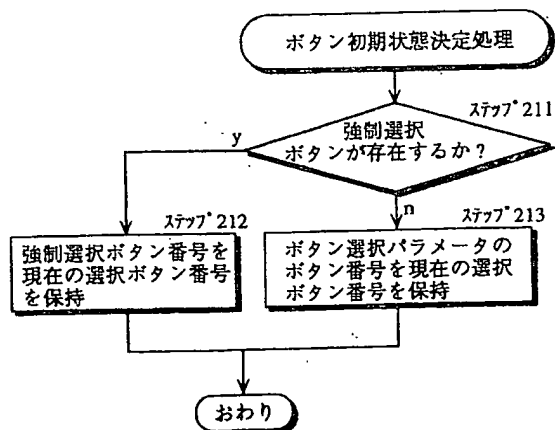 ボタン初期状態決定処理
ステップ211
強制選択
ボタンが存在するか？
y
n
ステップ212
強制選択ボタン番号を
現在の選択ボタン番号
を保持
ステップ213
ボタン選択パラメータの
ボタン番号を現在の選択
ボタン番号を保持
おわり